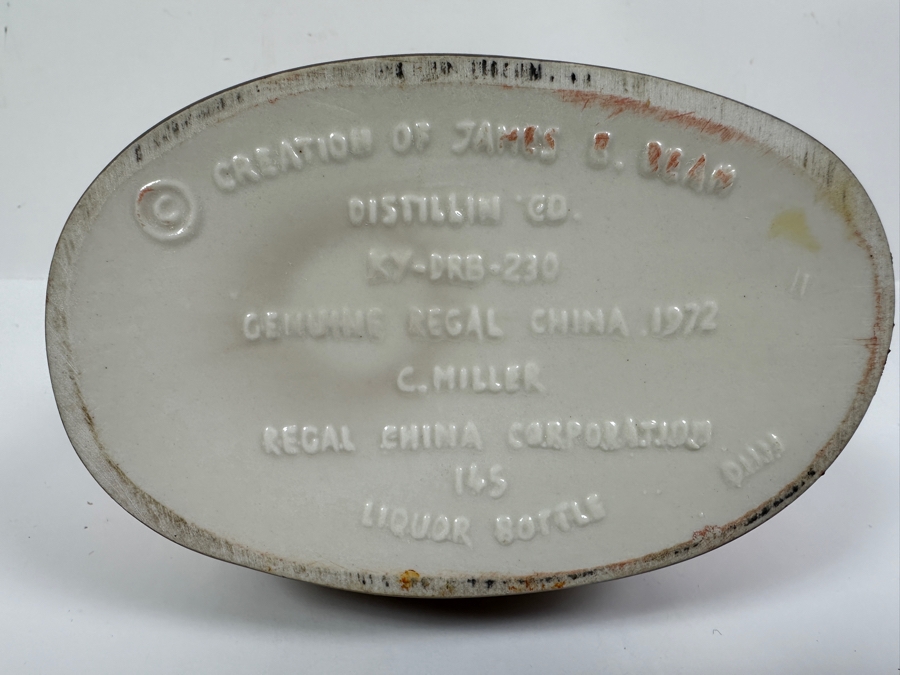 © CREATION OF JAMES B. BEAM
DISTILLIN CO.
KY-DRB-230
GENUINE REGAL CHINA 1972
C. MILLER
REGAL CHINA CORPORATION
145
LIQUOR BOTTLE